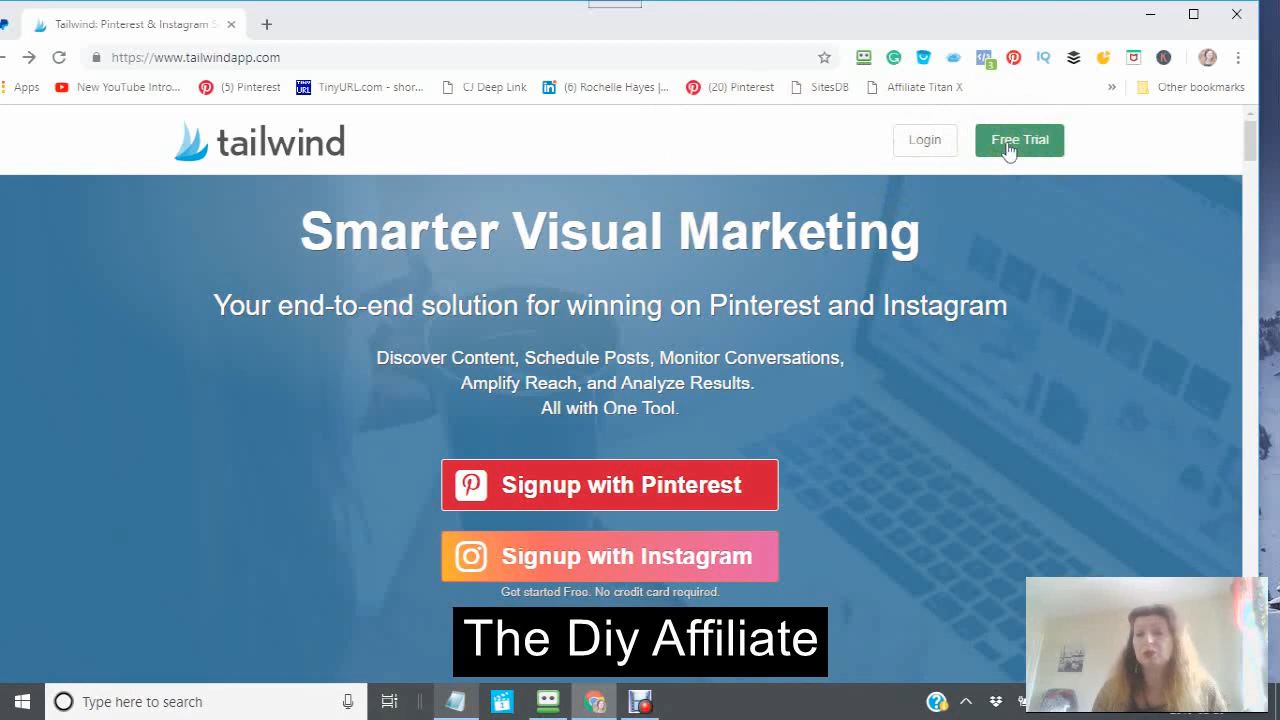 Tailwind: Pinterest & Instagram S
https://www.tailwindapp.com
3
Apps
New YouTube Intro...
(5) Pinterest
TINY
URL
TinyURL.com - shor...
CJ Deep Link
(6) Rochelle Hayes |...
(20) Pinterest
SitesDB
Affiliate Titan X
»
Other bookmarks
tailwind
Login
Free Trial
Smarter Visual Marketing
Your end-to-end solution for winning on Pinterest and Instagram
Discover Content, Schedule Posts, Monitor Conversations,
Amplify Reach, and Analyze Results.
All with One Tool.
Signup with Pinterest
Signup with Instagram
Get started Free. No credit card required.
The Diy Affiliate
Type here to search